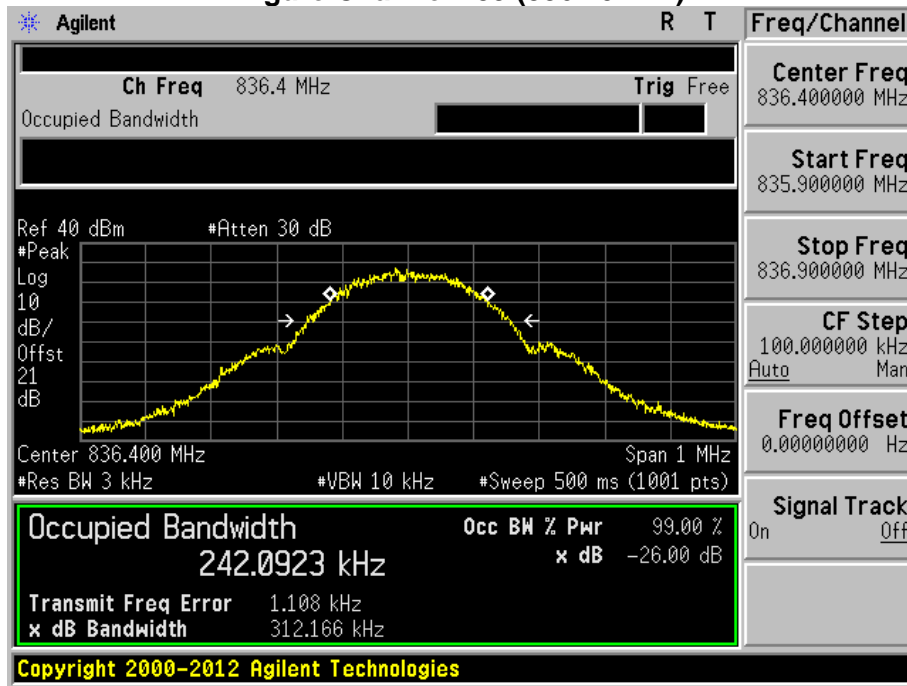 Agilent R T
Ch Freq 836.4 MHz Trig Free
Occupied Bandwidth
Ref 40 dBm #Atten 30 dB
#Peak
Log
10
dB/
Offst
21
dB
Center 836.400 MHz Span 1 MHz
#Res BW 3 kHz #VBW 10 kHz #Sweep 500 ms (1001 pts)
Occupied Bandwidth Occ BW % Pwr 99.00 %
242.0923 kHz x dB -26.00 dB
Transmit Freq Error 1.108 kHz
x dB Bandwidth 312.166 kHz
Copyright 2000-2012 Agilent Technologies
Freq/Channel
Center Freq
836.400000 MHz
Start Freq
835.900000 MHz
Stop Freq
836.900000 MHz
CF Step
100.000000 kHz
Auto Man
Freq Offset
0.00000000 Hz
Signal Track
On Off